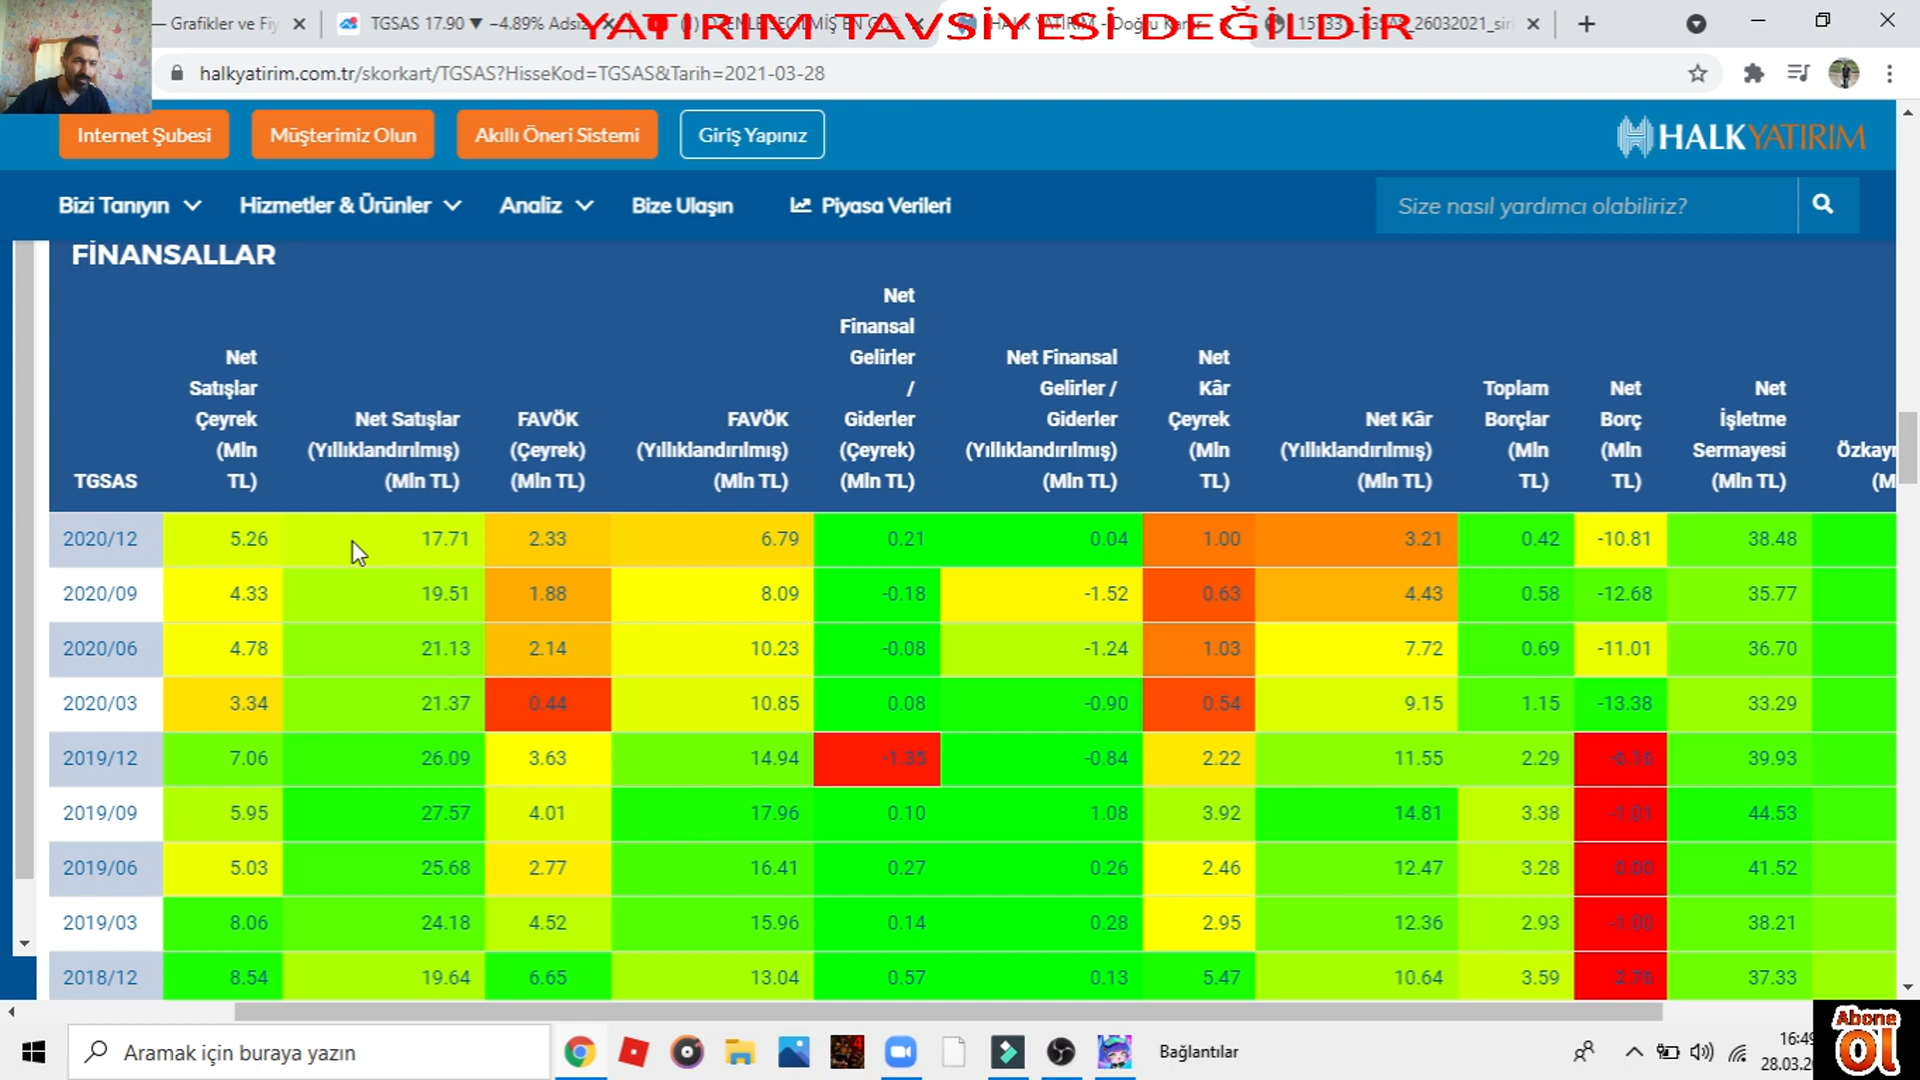 — Grafikler ve Fiy
TGSAS 17.90 ▼ −4.89% Adsız
YATIRIM TAVSİYESİ DEĞİLDİR
halkyatirim.com.tr/skorkart/TGSAS?HisseKod=TGSAS&Tarih=2021-03-28
İnternet Şubesi Müşterimiz Olun Akıllı Öneri Sistemi Giriş Yapınız
HALKYATIRIM
Bizi Tanıyın Hizmetler & Ürünler Analiz Bize Ulaşın Piyasa Verileri
Size nasıl yardımcı olabiliriz?
FİNANSALLAR
TGSAS
Net
Satışlar
Çeyrek
(Mln
TL)
Net Satışlar
(Yıllıklandırılmış)
(Mln TL)
FAVÖK
(Çeyrek)
(Mln TL)
FAVÖK
(Yıllıklandırılmış)
(Mln TL)
Net
Finansal
Gelirler
/
Giderler
(Çeyrek)
(Mln TL)
Net Finansal
Gelirler /
Giderler
(Yıllıklandırılmış)
(Mln TL)
Net
Kâr
Çeyrek
(Mln
TL)
Net Kâr
(Yıllıklandırılmış)
(Mln TL)
Toplam
Borçlar
(Mln
TL)
Net
Borç
(Mln
TL)
Net
İşletme
Sermayesi
(Mln TL)
Özkayn
(M
2020/12 5.26 17.71 2.33 6.79 0.21 0.04 1.00 3.21 0.42 -10.81 38.48
2020/09 4.33 19.51 1.88 8.09 -0.18 -1.52 0.63 4.43 0.58 -12.68 35.77
2020/06 4.78 21.13 2.14 10.23 -0.08 -1.24 1.03 7.72 0.69 -11.01 36.70
2020/03 3.34 21.37 0.44 10.85 0.08 -0.90 0.54 9.15 1.15 -13.38 33.29
2019/12 7.06 26.09 3.63 14.94 -1.35 -0.84 2.22 11.55 2.29 -6.16 39.93
2019/09 5.95 27.57 4.01 17.96 0.10 1.08 3.92 14.81 3.38 -1.01 44.53
2019/06 5.03 25.68 2.77 16.41 0.27 0.26 2.46 12.47 3.28 0.00 41.52
2019/03 8.06 24.18 4.52 15.96 0.14 0.28 2.95 12.36 2.93 -1.00 38.21
2018/12 8.54 19.64 6.65 13.04 0.57 0.13 5.47 10.64 3.59 2.76 37.33
Aramak için buraya yazın
Bağlantılar
16:49
28.03.2
Abone
Ol